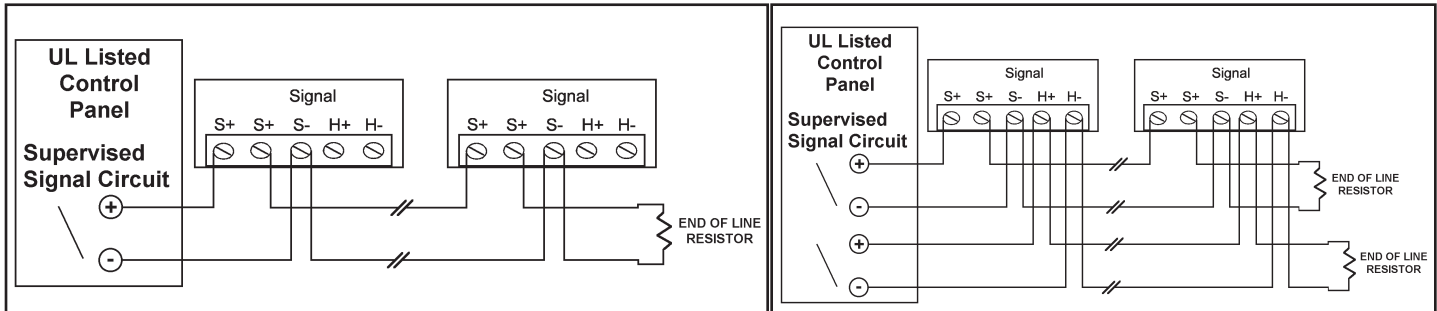 UL Listed
Control
Panel
Supervised
Signal Circuit
+
-
Signal
S+ S+ S- H+ H-
Signal
S+ S+ S- H+ H-
END OF LINE
RESISTOR
UL Listed
Control
Panel
Supervised
Signal Circuit
+
-
+
-
Signal
S+ S+ S- H+ H-
Signal
S+ S+ S- H+ H-
END OF LINE
RESISTOR
END OF LINE
RESISTOR